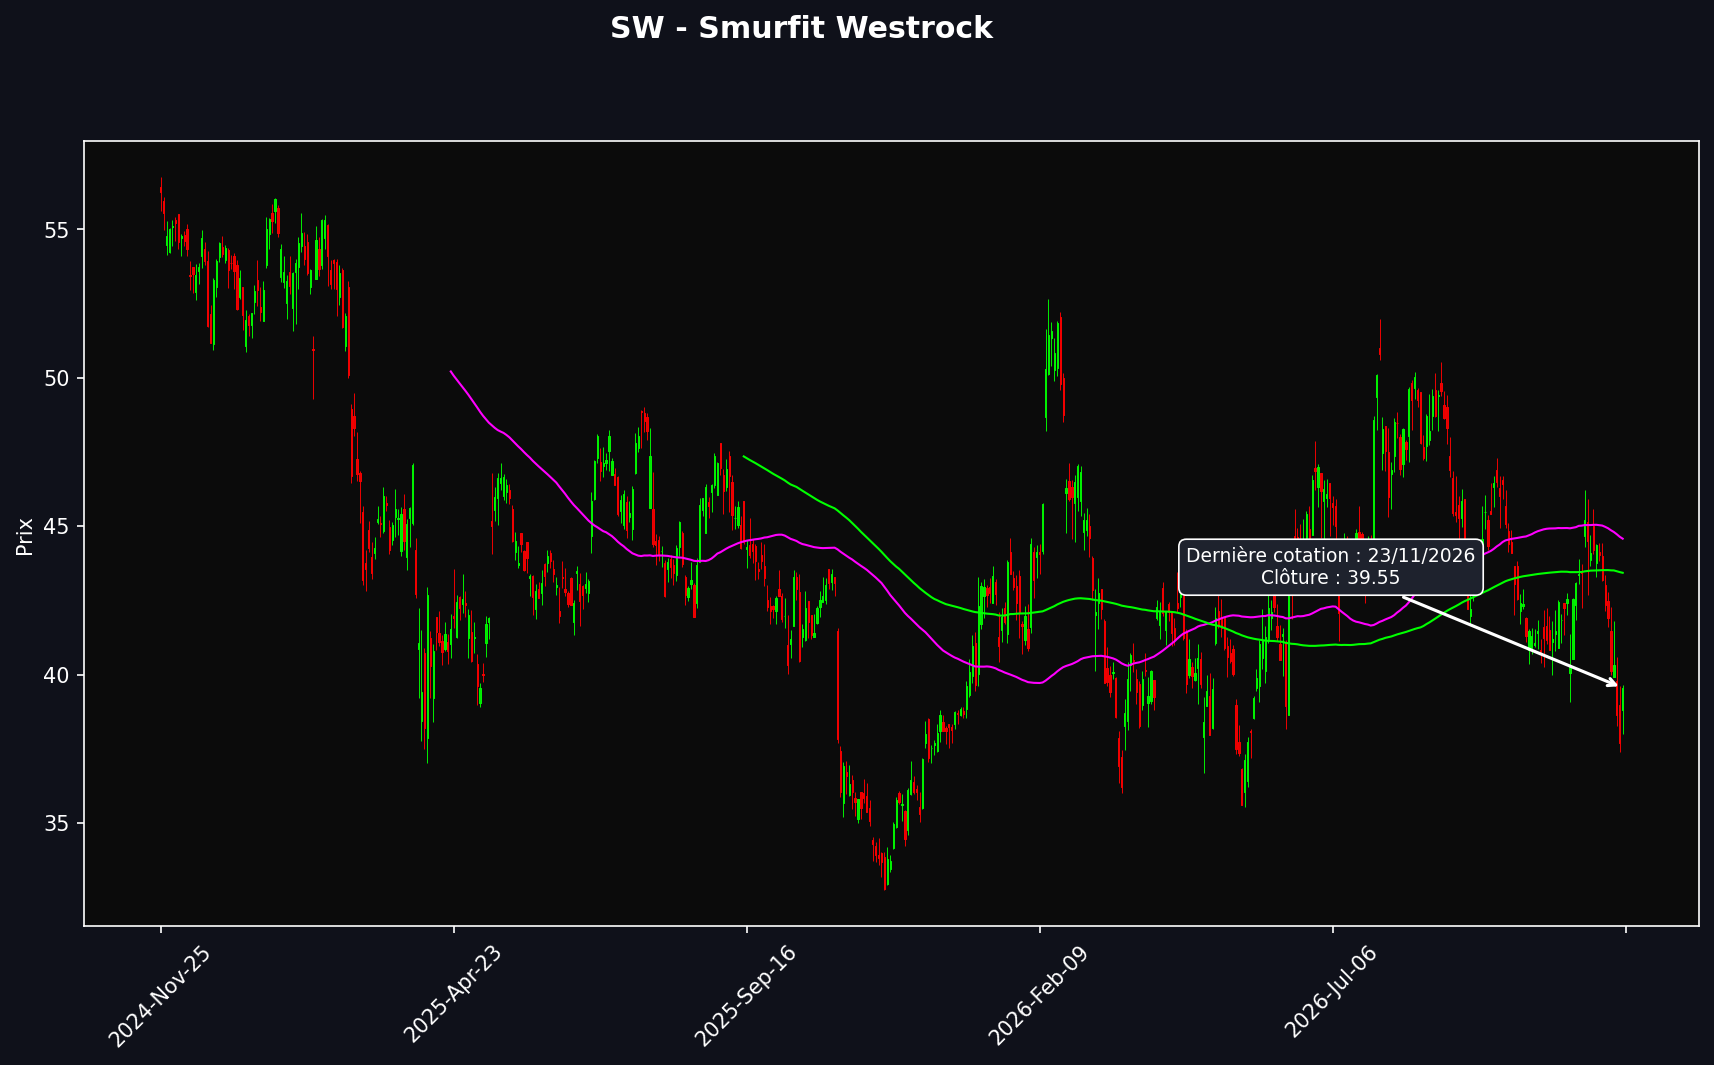 SW - Smurfit Westrock
Prix
55
50
45
40
35
Dernière cotation : 23/11/2026
Clôture : 39.55
2024-Nov-25
2025-Apr-23
2025-Sep-16
2026-Feb-09
2026-Jul-06